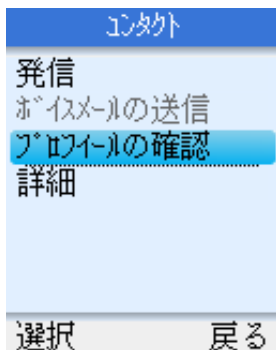 ｺﾝﾀｸﾄ
発信
ﾎﾞｲｽﾒｰﾙの送信
ﾌﾟﾛﾌｨｰﾙの確認
詳細
選択 戻る